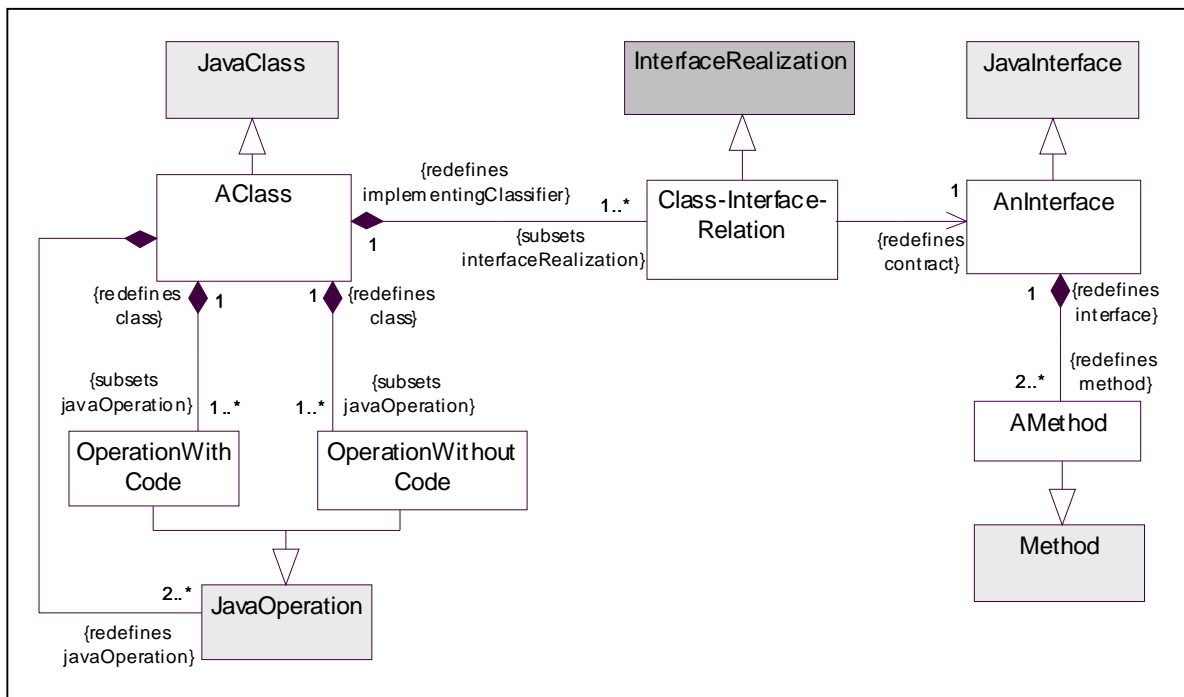 JavaClass
InterfaceRealization
JavaInterface
{redefines
implementingClassifier}
AClass
1..*
Class-Interface-
Relation
1
AnInterface
1
{subsets
interfaceRealization}
{redefines
contract}
{redefines
class}
1
1
{redefines
class}
1
{redefines
interface}
{subsets
javaOperation}
1..*
1..*
{subsets
javaOperation}
2..*
{redefines
method}
OperationWith
Code
OperationWithout
Code
AMethod
Method
2..*
JavaOperation
{redefines
javaOperation}